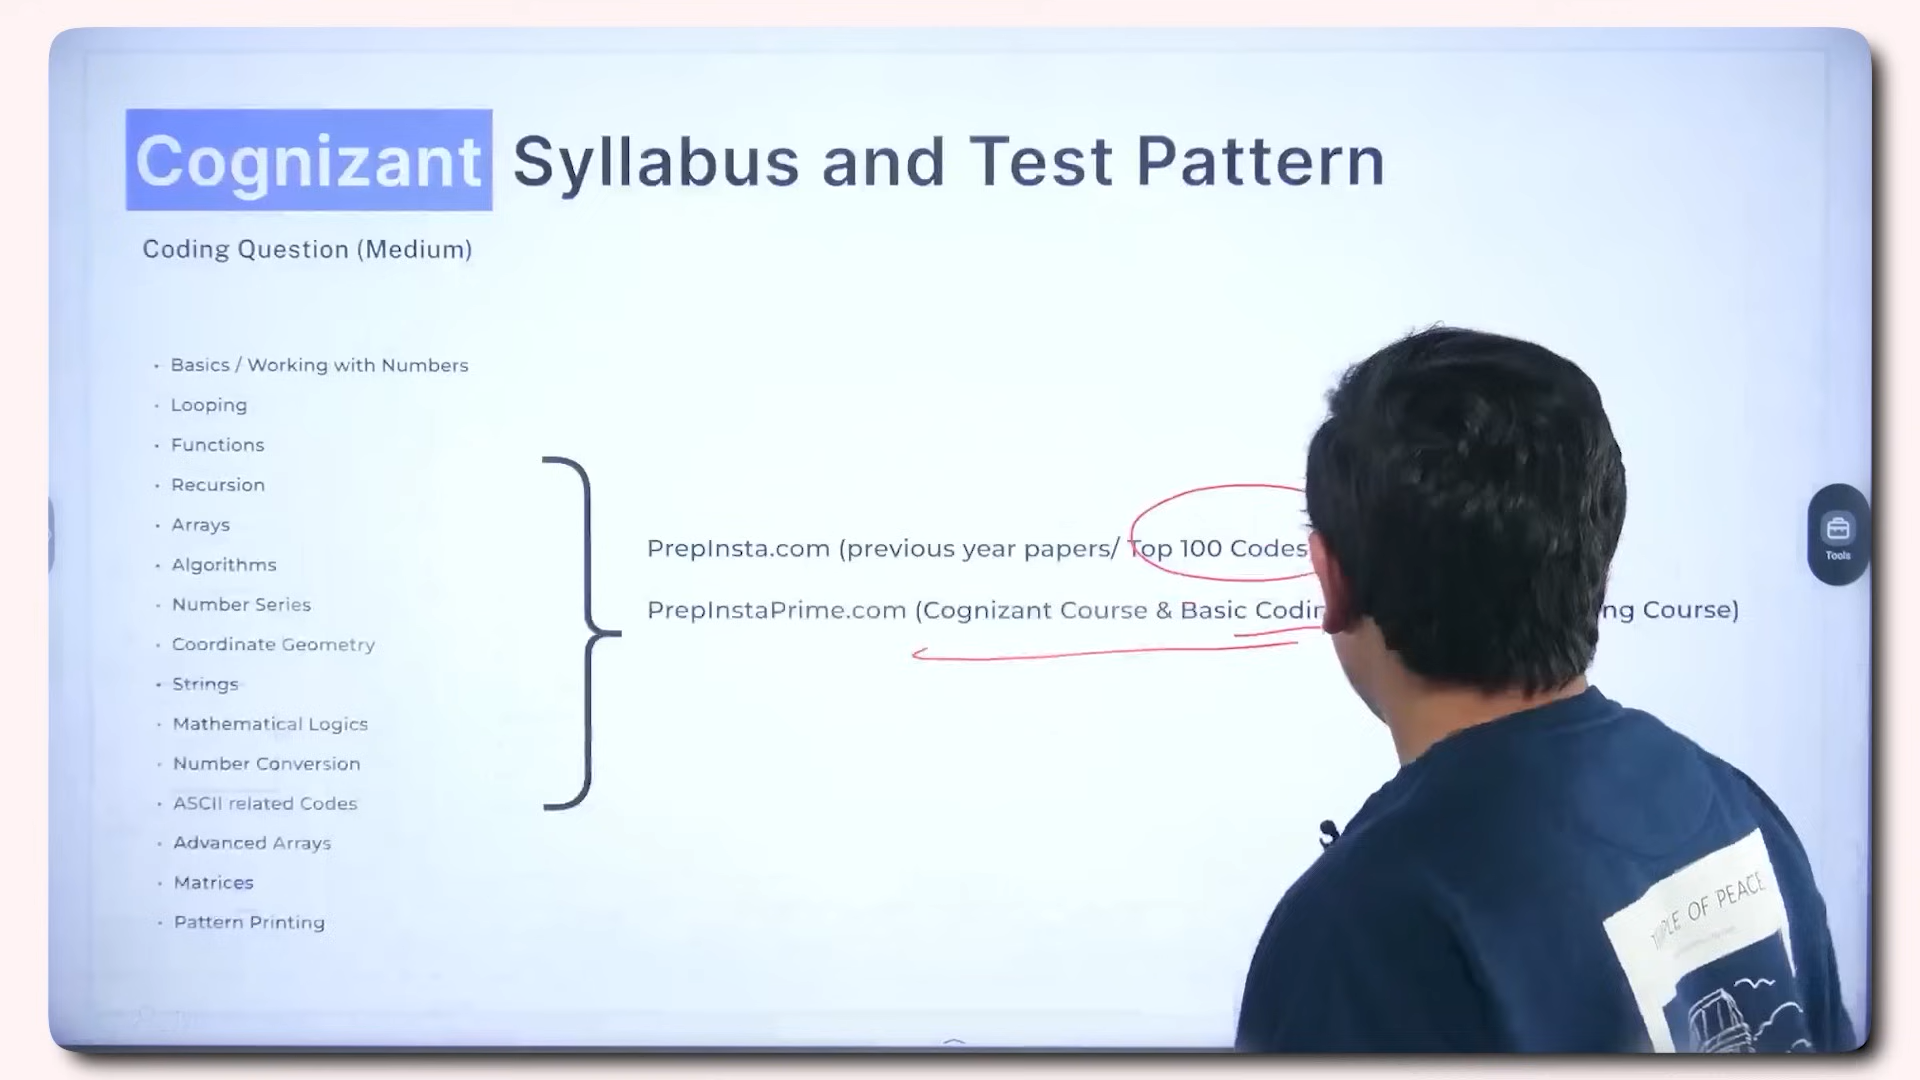 Cognizant Syllabus and Test Pattern
Coding Question (Medium)
• Basics / Working with Numbers
• Looping
• Functions
• Recursion
• Arrays
• Algorithms
• Number Series
• Coordinate Geometry
• Strings
• Mathematical Logics
• Number Conversion
• ASCII related Codes
• Advanced Arrays
• Matrices
• Pattern Printing
PrepInsta.com (previous year papers/ Top 100 Codes
PrepInstaPrime.com (Cognizant Course & Basic Course)
Tools
OF PEACE